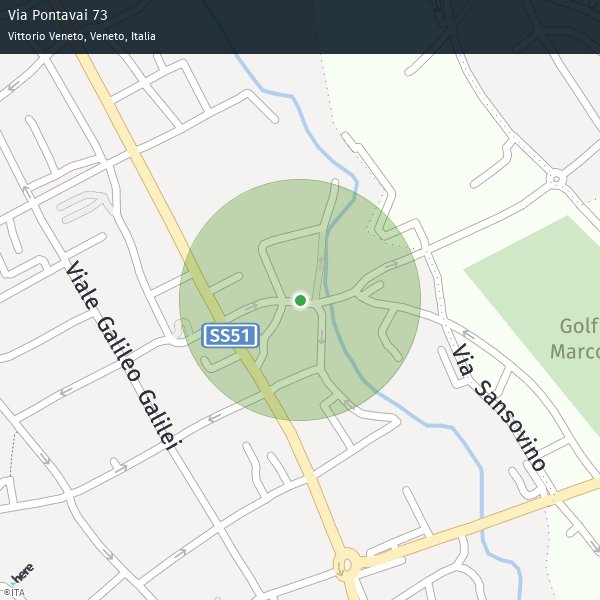 Via Pontavai 73
Vittorio Veneto, Veneto, Italia
Viale Galileo Galilei
SS51
Golf
Marco
Via Sansovino
here
©ITA